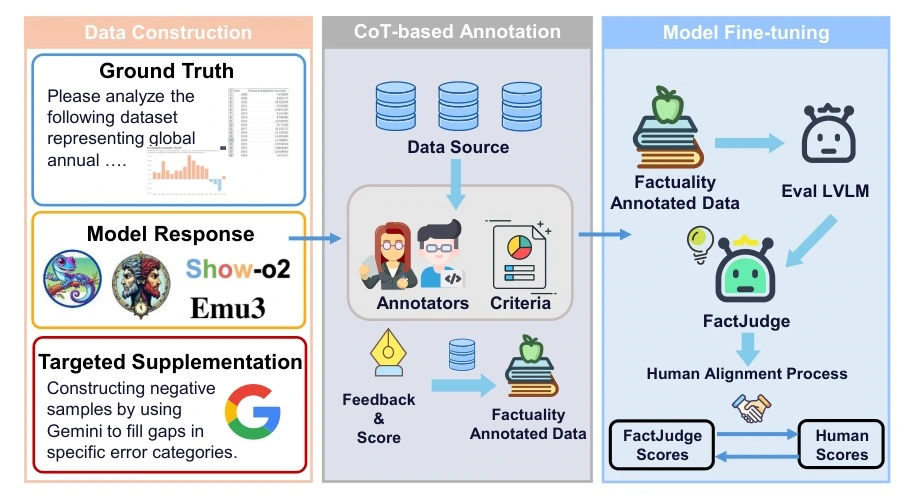 Data Construction
Ground Truth
Please analyze the
following dataset
representing global
annual ....
Model Response
Show-o2
Emu3
Targeted Supplementation
Constructing negative
samples by using
Gemini to fill gaps in
specific error categories.
CoT-based Annotation
Data Source
Annotators
Criteria
Feedback
&
Score
Factuality
Annotated Data
Model Fine-tuning
Factuality
Annotated Data
Eval LVLM
FactJudge
Human Alignment Process
FactJudge
Scores
Human
Scores